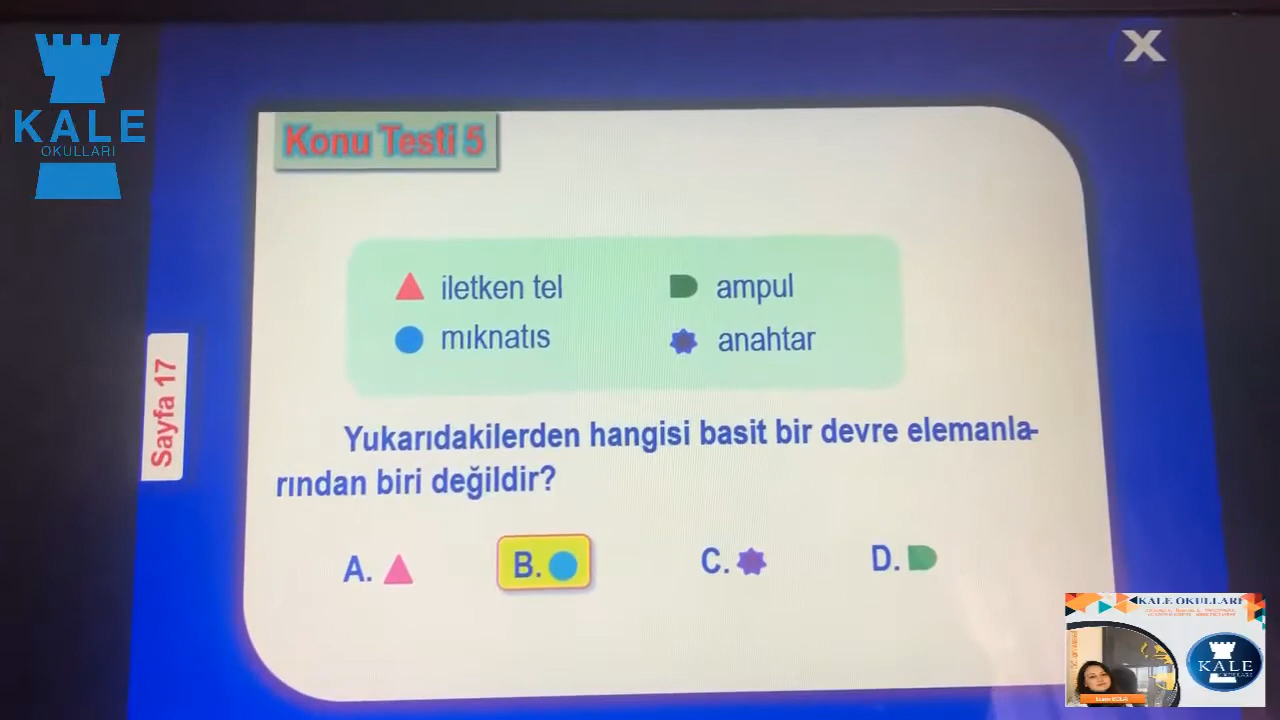 KALE
OKULLARI
X
Konu Testi 5
iletken tel
ampul
mıknatıs
anahtar
Sayfa 17
Yukarıdakilerden hangisi basit bir devre elemanla-
rından biri değildir?
A.
B.
C.
D.
KALE OKULLARI
KALE
OKULLARI